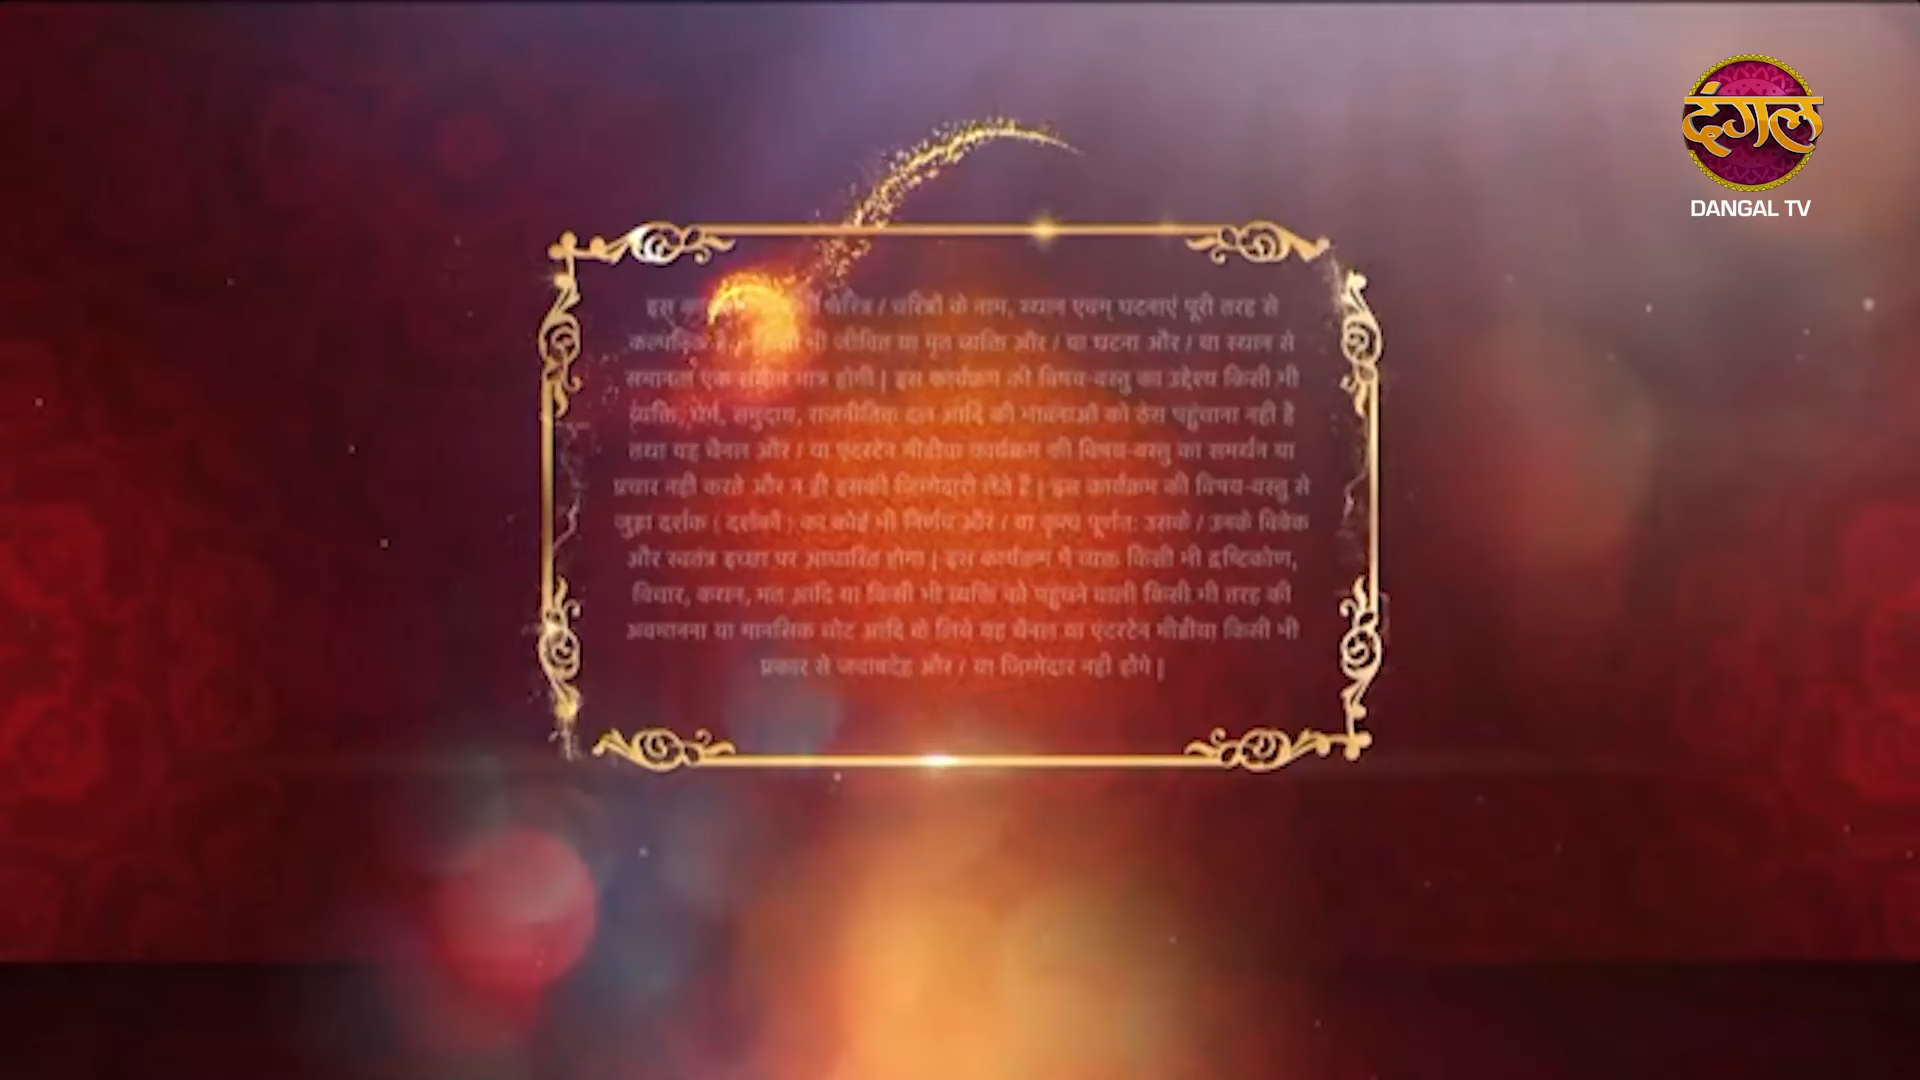 दंगल
DANGAL TV
इस चरित्र / चरित्रों के नाम, स्थान एवम् घटनाएं पूरी तरह से
भी जीवित या मृत व्यक्ति और / या घटना और / या स्थान से
समानता एक मात्र होगी | इस कार्यक्रम की विषय-वस्तु का उद्देश्य किसी भी
व्यक्ति, धर्म, समुदाय, राजनीतिक दल आदि की भावनाओं को ठेस पहुंचाना नही है
तथा यह चैनल और / या एंटरटेन मीडीया कार्यक्रम की विषय-वस्तु का समर्थन या
प्रचार नही करते और न ही इसकी जिम्मेदारी लेते है | इस कार्यक्रम की विषय-वस्तु से
जुड़ा दर्शक ( दर्शकों ) का कोई भी निर्णय और / वा कृत्य पूर्णत: उसके / उनके विवेक
और स्वतंत्र इच्छा पर आधारित होगा | इस कार्यक्रम में व्यक्त किसी भी द्रष्टिकोण,
विचार, कथन, मत आदि या किसी भी व्यक्ति को पहुंचने वाली किसी भी तरह की
अवमानना या मानसिक चोट आदि के लिये यह चैनल वा एंटरटेन मीडीया किसी भी
प्रकार से जवाबदेह और / या जिम्मेदार नही होंगे |